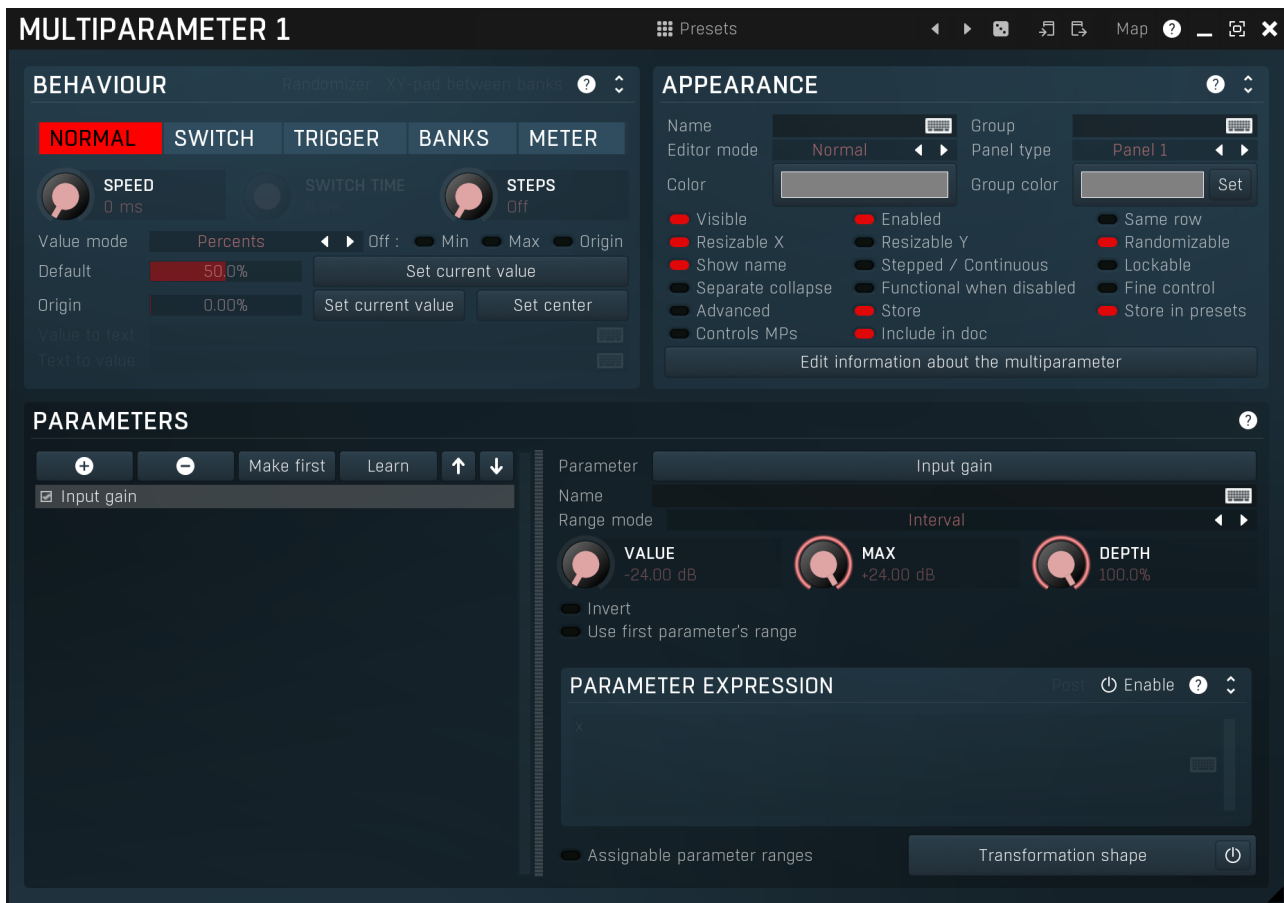 MULTIPARAMETER 1 Presets Map ?
BEHAVIOUR Randomizer XY-pad between banks ?
NORMAL SWITCH TRIGGER BANKS METER
SPEED SWITCH TIME STEPS
0 ms Off
Value mode Percents Off : Min Max Origin
Default 50.0% Set current value
Origin 0.00% Set current value Set center
Value to text
Text to value
APPEARANCE ?
Name Group
Editor mode Normal Panel type Panel 1
Color Group color Set
Visible Enabled Same row
Resizable X Resizable Y Randomizable
Show name Stepped / Continuous Lockable
Separate collapse Functional when disabled Fine control
Advanced Store Store in presets
Controls MPs Include in doc
Edit information about the multiparameter
PARAMETERS ?
Make first Learn
Input gain
Parameter Input gain
Name
Range mode Interval
VALUE MAX DEPTH
-24.00 dB +24.00 dB 100.0%
Invert
Use first parameter's range
PARAMETER EXPRESSION Post Enable ?
x
Assignable parameter ranges Transformation shape